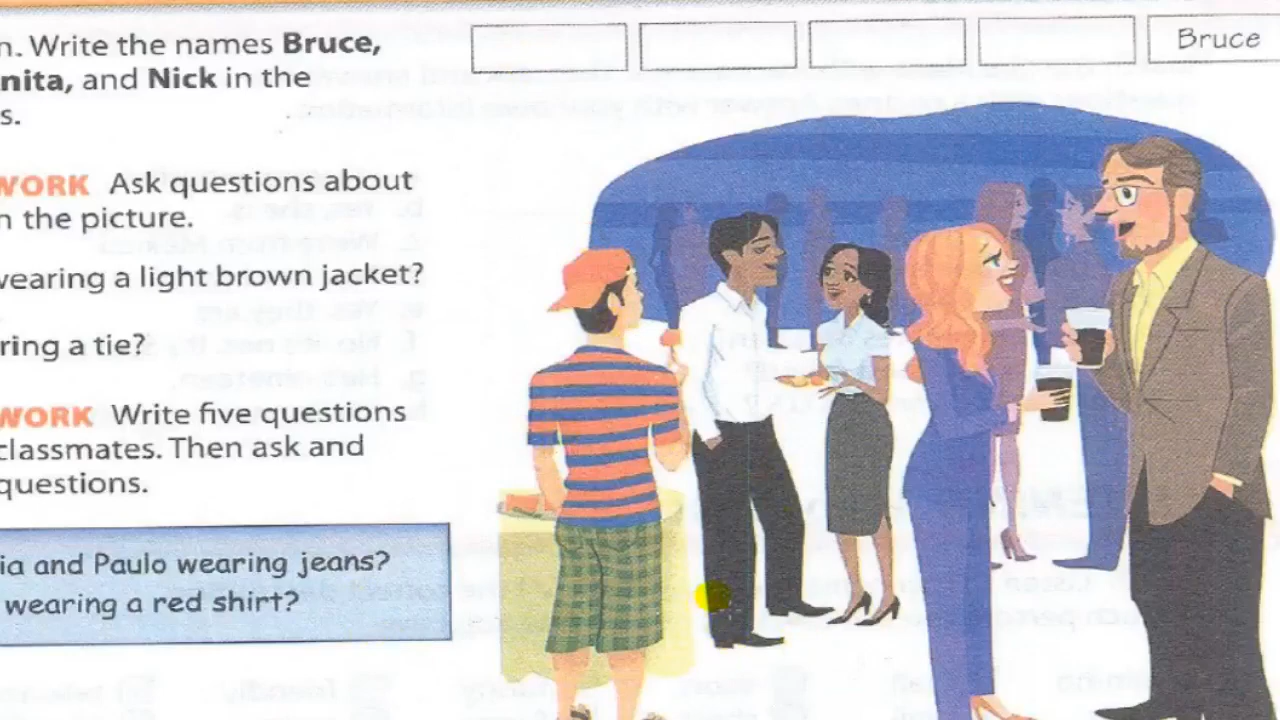 n. Write the names Bruce,
nita, and Nick in the
s.
WORK Ask questions about
n the picture.
wearing a light brown jacket?
ring a tie?
WORK Write five questions
classmates. Then ask and
questions.
ia and Paulo wearing jeans?
wearing a red shirt?
Bruce